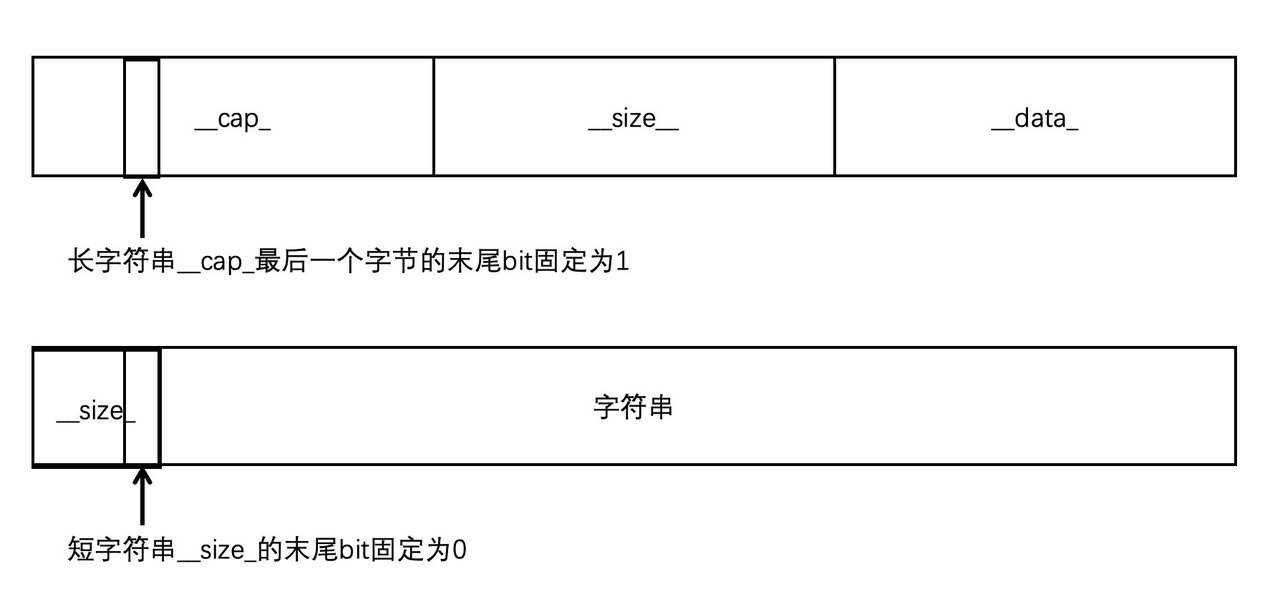 __cap_
__size__
__data_
长字符串__cap_最后一个字节的末尾bit固定为1
__size_
字符串
短字符串__size_的末尾bit固定为0